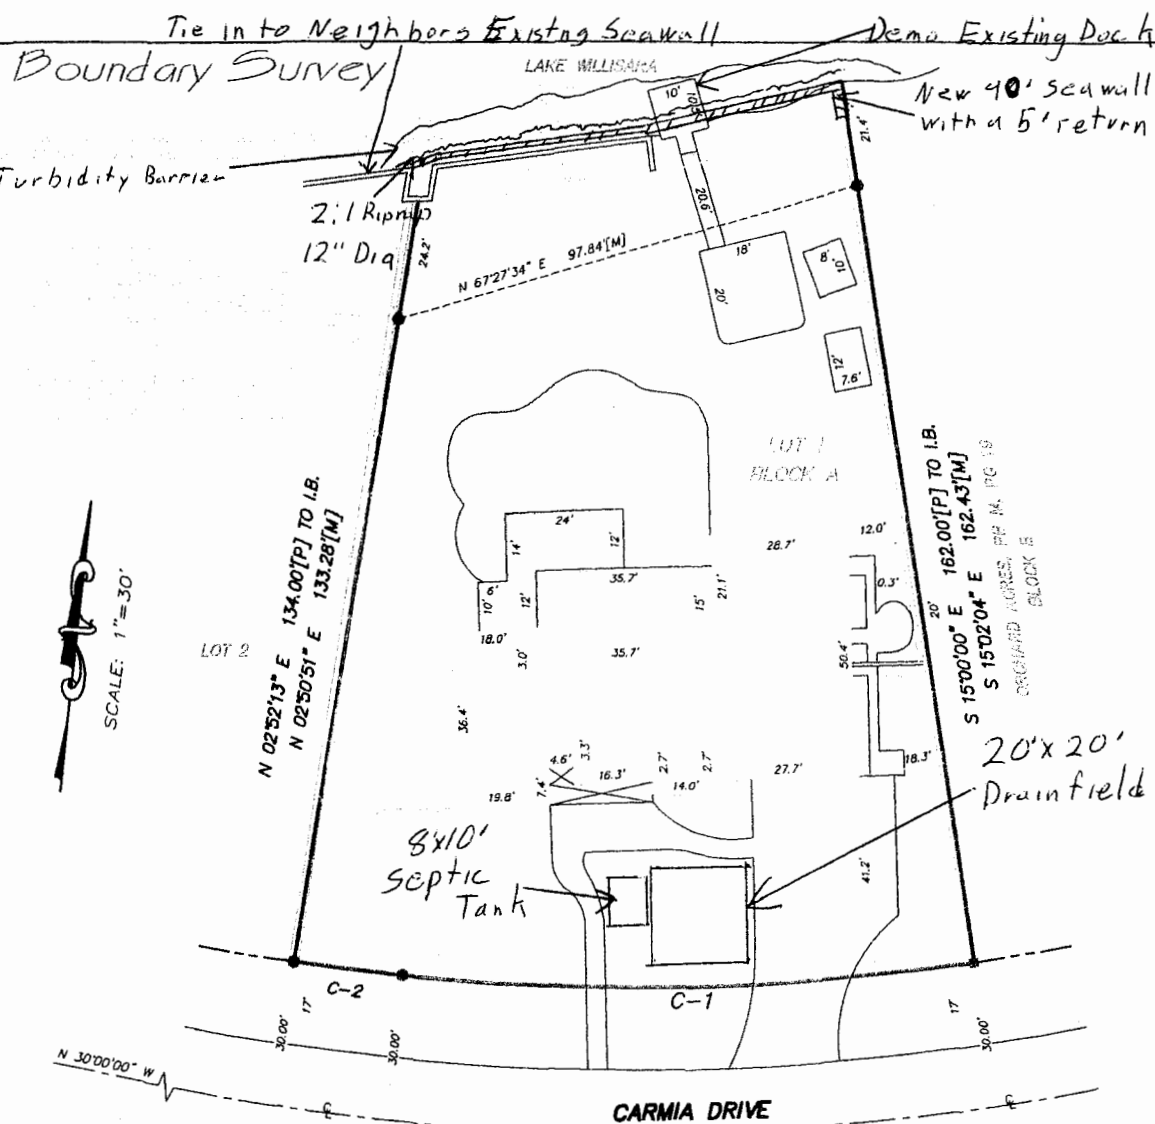 Tie in to Neighbors Existng Seawall
Demo Existing Dock
Boundary Survey
LAKE WILLISARA
New 40' seawall
with a 5' return
Turbidity Barrier
2:1 Riprap
12" Dia
10'
21.4'
24.2'
20.6'
N 67°27'34" E 97.84'[M]
18'
20'
8'
10'
12'
7.6'
LOT 1
BLOCK A
N 02°52'13" E 134.00'[P] TO I.B.
N 02°50'51" E 133.28'[M]
S 15°00'00" E 162.00'[P] TO I.B.
S 15°02'04" E 162.43'[M]
ORCHARD ACRES, PB M, PG 19
BLOCK B
SCALE: 1"=30'
LOT 2
24'
14'
12'
28.7'
12.0'
35.7'
6'
10'
12'
15'
21.1'
0.3'
20'
18.0'
3.0'
35.7'
50.4'
36.4'
4.6'
3.3'
16.3'
2.7'
14.0'
2.7'
27.7'
18.3'
19.8'
7.4'
20'x 20'
Drainfield
8'x10'
Septic
Tank
41.2'
C-2
C-1
17'
30.00'
30.00'
17'
30.00'
N 30°00'00" W
CARMIA DRIVE